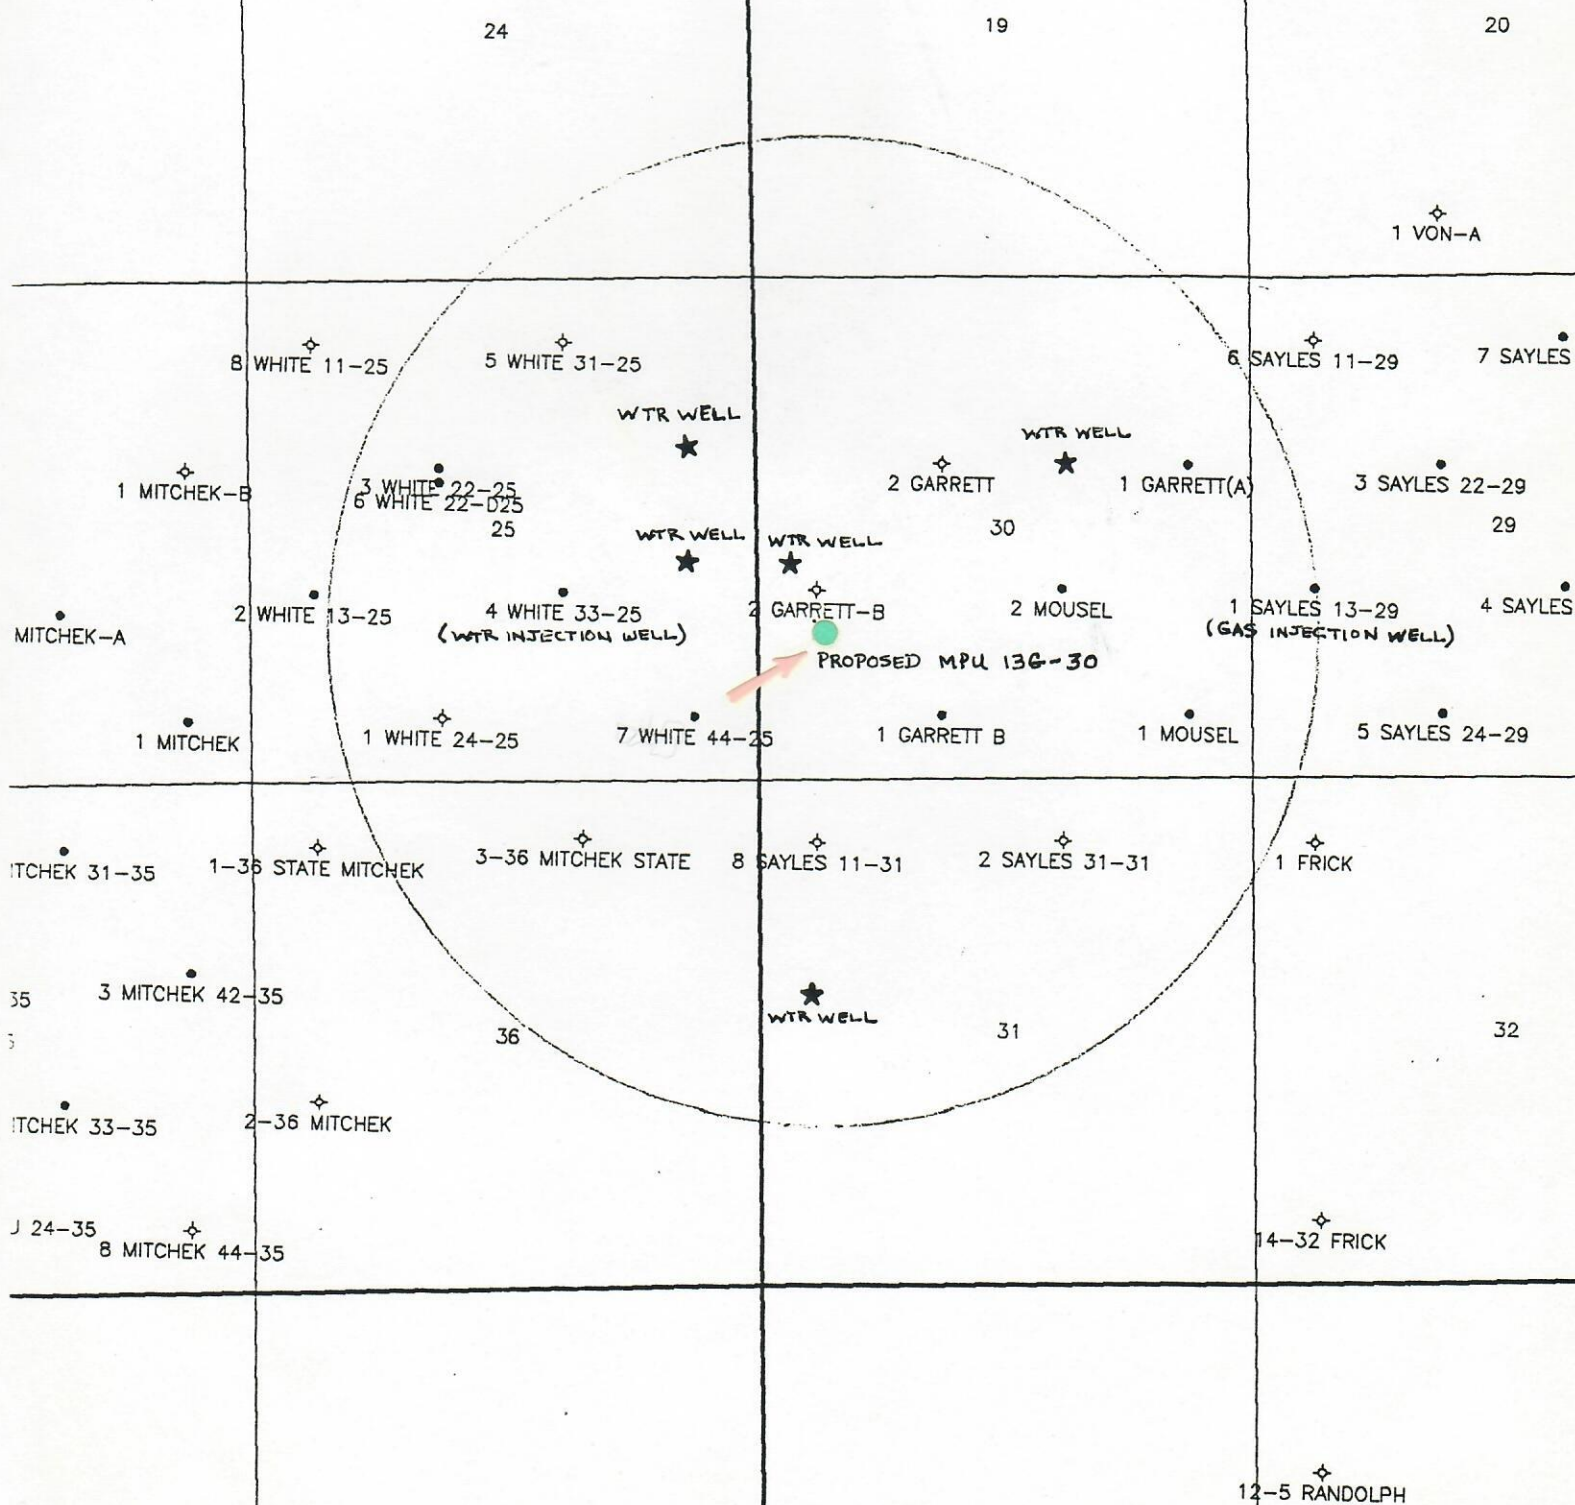 24
19
20
1 VON-A
8 WHITE 11-25
5 WHITE 31-25
6 SAYLES 11-29
7 SAYLES
WTR WELL
WTR WELL
1 MITCHEK-B
3 WHITE 22-25
6 WHITE 22-D25
2 GARRETT
1 GARRETT(A)
3 SAYLES 22-29
25
30
29
WTR WELL
WTR WELL
MITCHEK-A
2 WHITE 13-25
4 WHITE 33-25
(WTR INJECTION WELL)
2 GARRETT-B
2 MOUSEL
1 SAYLES 13-29
(GAS INJECTION WELL)
4 SAYLES
PROPOSED MPU 13G-30
1 MITCHEK
1 WHITE 24-25
7 WHITE 44-25
1 GARRETT B
1 MOUSEL
5 SAYLES 24-29
ITCHEK 31-35
1-36 STATE MITCHEK
3-36 MITCHEK STATE
8 SAYLES 11-31
2 SAYLES 31-31
1 FRICK
35
3 MITCHEK 42-35
WTR WELL
36
31
32
ITCHEK 33-35
2-36 MITCHEK
J 24-35
8 MITCHEK 44-35
14-32 FRICK
12-5 RANDOLPH